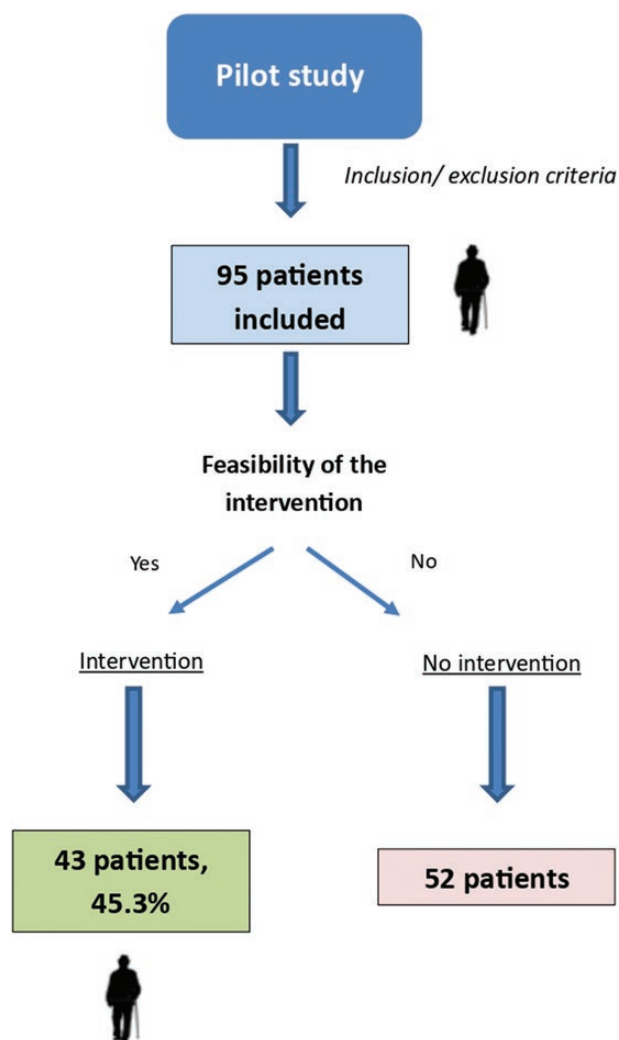 Pilot study
Inclusion/ exclusion criteria
95 patients
included
Feasibility of the
intervention
Yes
No
Intervention
No intervention
43 patients,
45.3%
52 patients